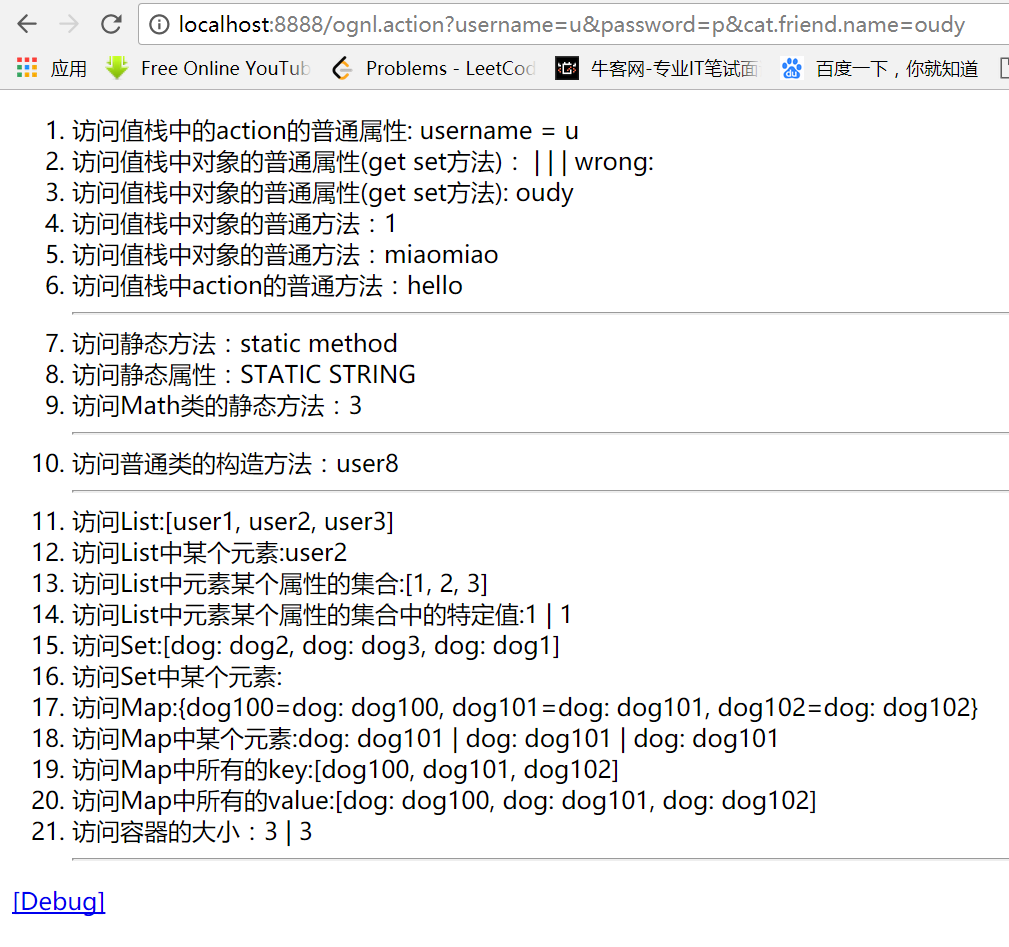 localhost:8888/ognl.action?username=u&password=p&cat.friend.name=oudy
应用 Free Online YouTub Problems - LeetCod 牛客网-专业IT笔试面 百度一下，你就知道
1. 访问值栈中的action的普通属性: username = u
2. 访问值栈中对象的普通属性(get set方法)： | | | wrong:
3. 访问值栈中对象的普通属性(get set方法): oudy
4. 访问值栈中对象的普通方法：1
5. 访问值栈中对象的普通方法：miaomiao
6. 访问值栈中action的普通方法：hello
7. 访问静态方法：static method
8. 访问静态属性：STATIC STRING
9. 访问Math类的静态方法：3
10. 访问普通类的构造方法：user8
11. 访问List:[user1, user2, user3]
12. 访问List中某个元素:user2
13. 访问List中元素某个属性的集合:[1, 2, 3]
14. 访问List中元素某个属性的集合中的特定值:1 | 1
15. 访问Set:[dog: dog2, dog: dog3, dog: dog1]
16. 访问Set中某个元素:
17. 访问Map:{dog100=dog: dog100, dog101=dog: dog101, dog102=dog: dog102}
18. 访问Map中某个元素:dog: dog101 | dog: dog101 | dog: dog101
19. 访问Map中所有的key:[dog100, dog101, dog102]
20. 访问Map中所有的value:[dog: dog100, dog: dog101, dog: dog102]
21. 访问容器的大小：3 | 3
[Debug]